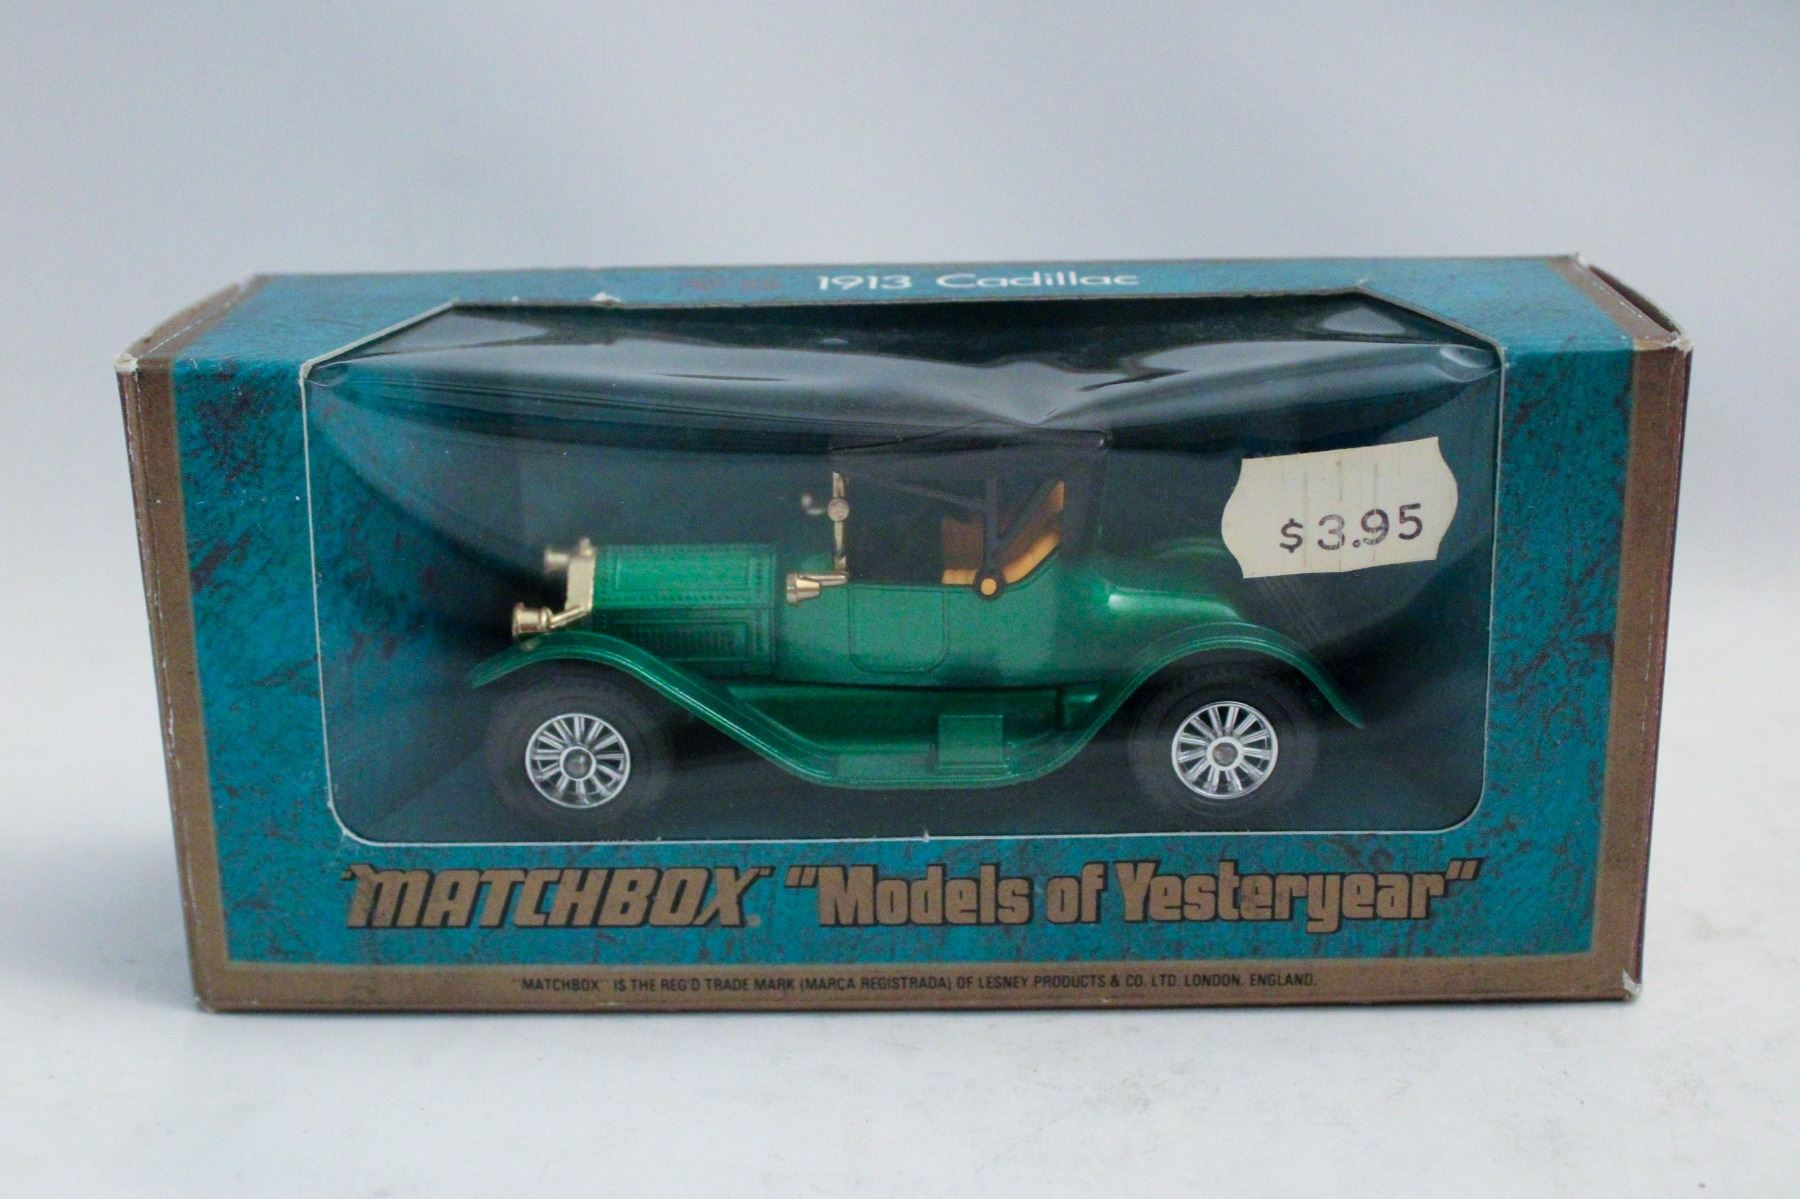 1913 Cadillac
$3.95
"MATCHBOX"® "Models of Yesteryear"
"MATCHBOX" IS THE REG'D TRADE MARK (MARCA REGISTRADA) OF LESNEY PRODUCTS & CO. LTD. LONDON, ENGLAND.